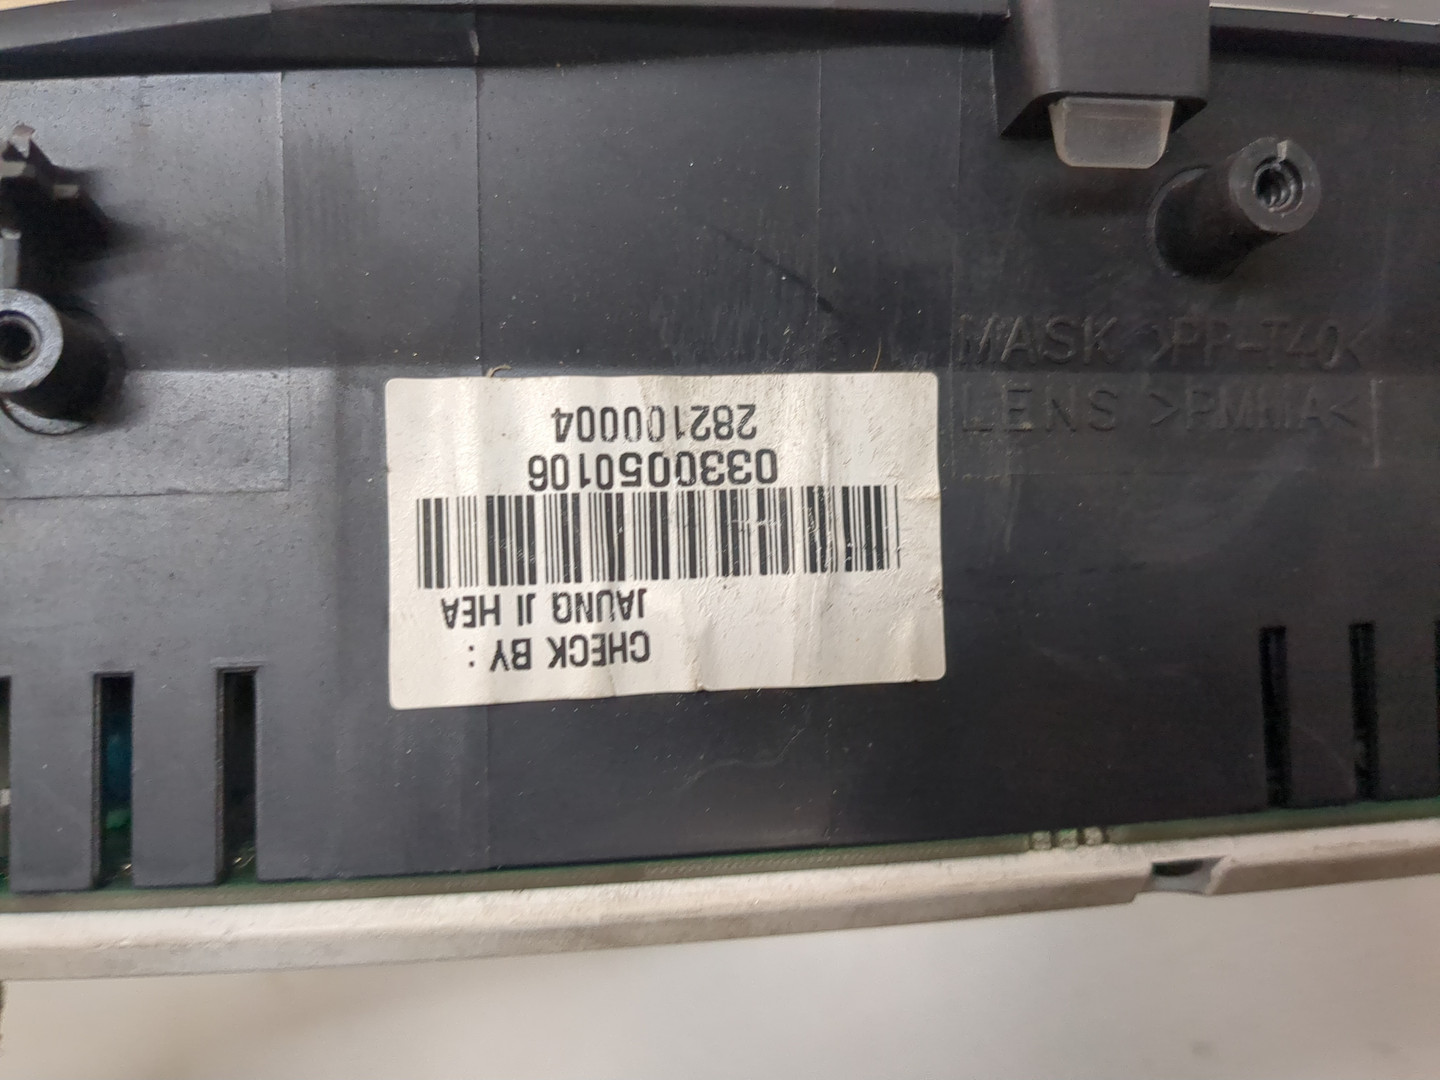 CHECK BY :
JAUNG JI HEA
0330050106
282100004
MASK >PP-T40<
LENS >PMMA<